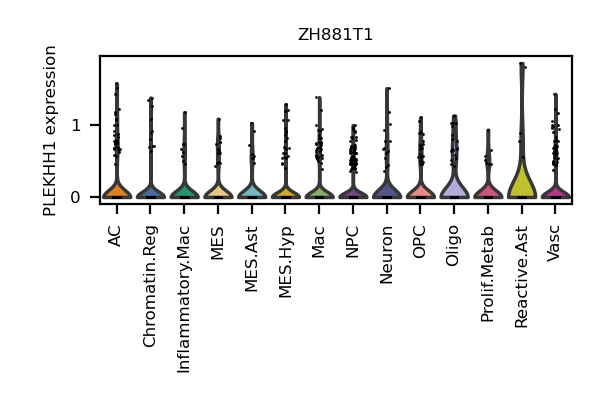 ZH881T1
PLEKHH1 expression
1
0
AC
Chromatin.Reg
Inflammatory.Mac
MES
MES.Ast
MES.Hyp
Mac
NPC
Neuron
OPC
Oligo
Prolif.Metab
Reactive.Ast
Vasc